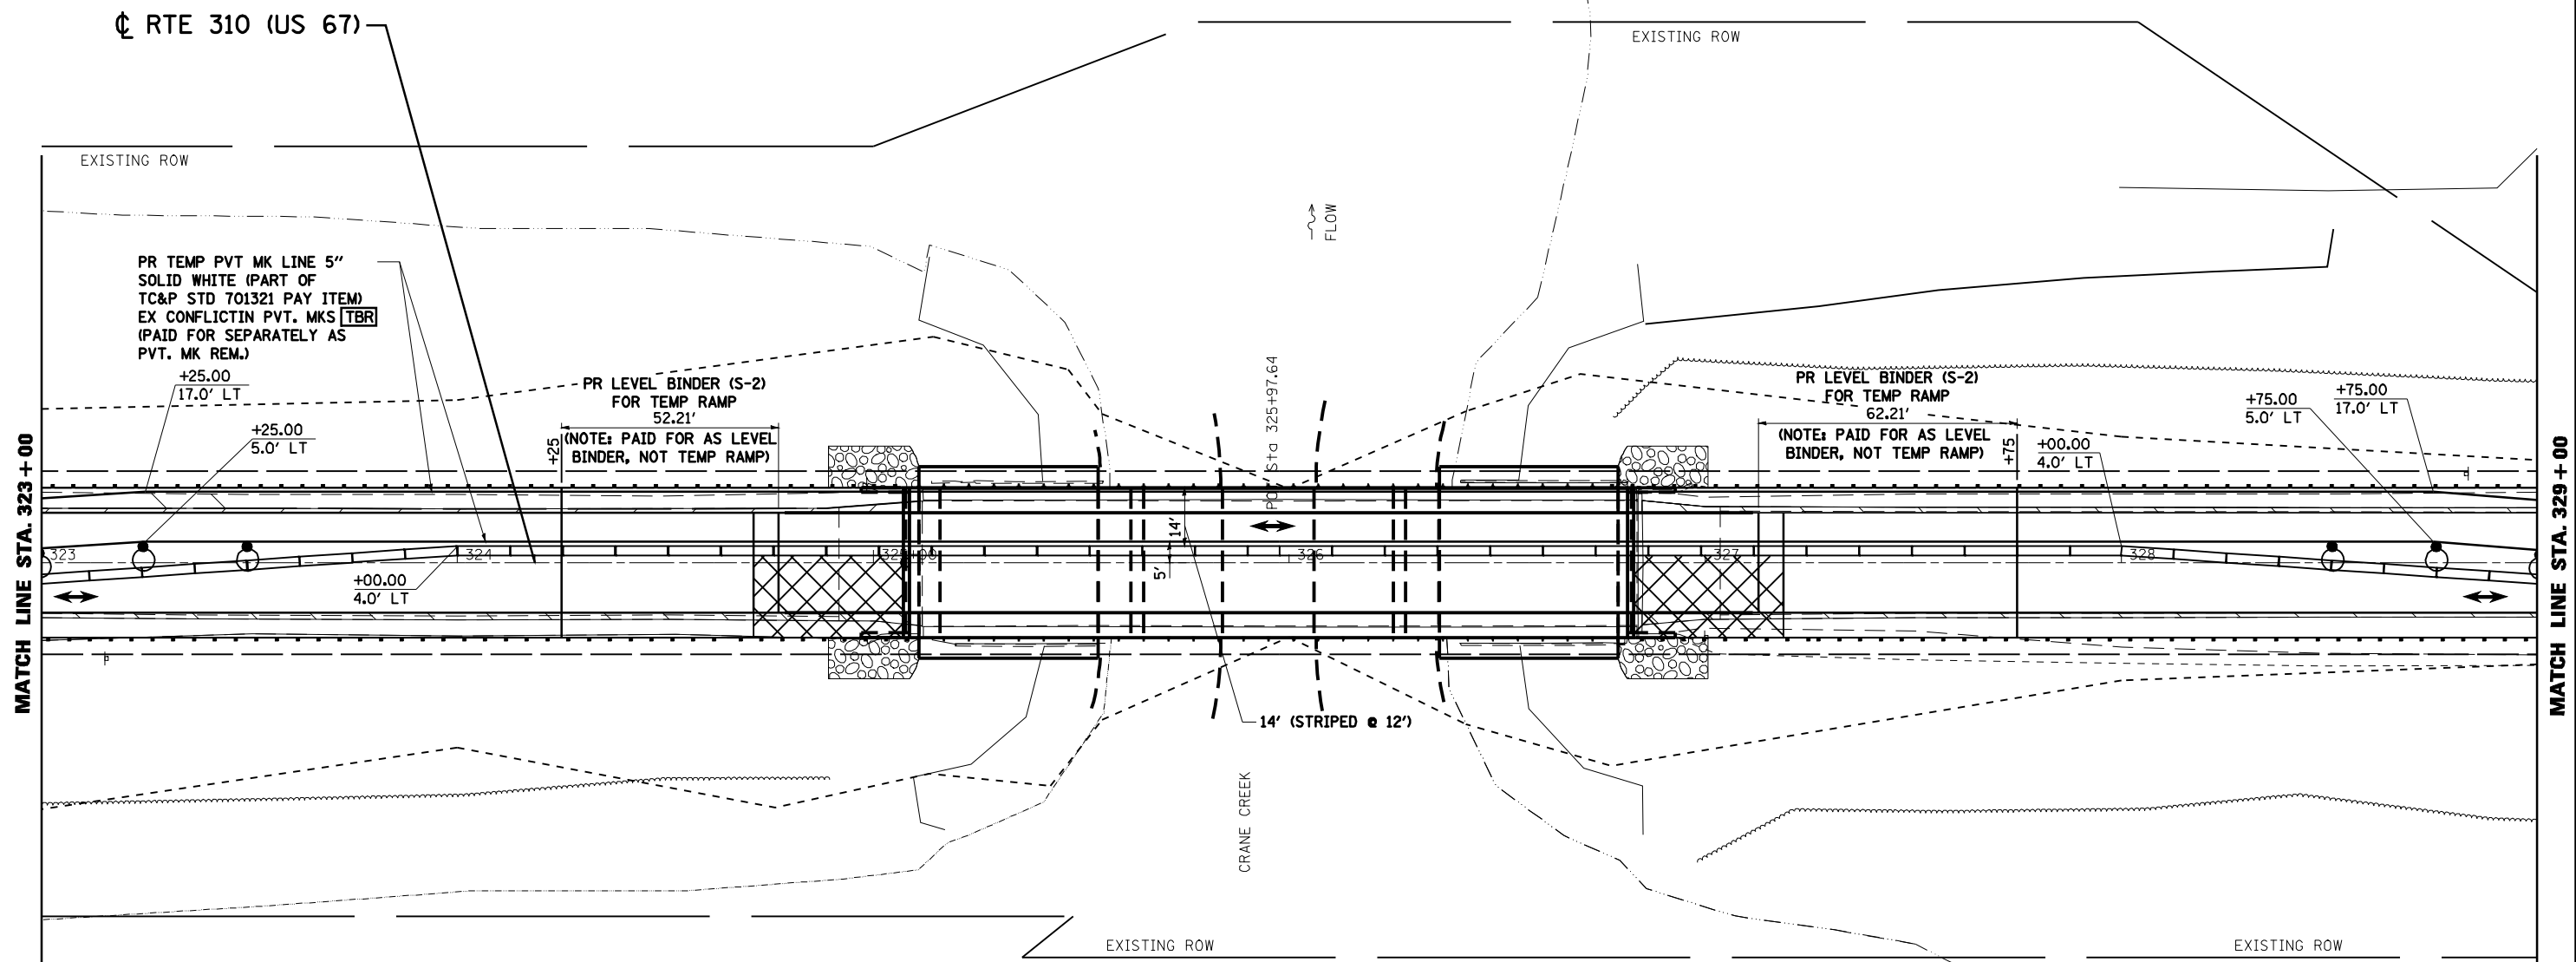 ℄ RTE 310 (US 67)
EXISTING ROW
EXISTING ROW
FLOW
PR TEMP PVT MK LINE 5"
SOLID WHITE (PART OF
TC&P STD 701321 PAY ITEM)
EX CONFLICTIN PVT. MKS TBR
(PAID FOR SEPARATELY AS
PVT. MK REM.)
+25.00
17.0' LT
+25.00
5.0' LT
PR LEVEL BINDER (S-2)
FOR TEMP RAMP
52.21'
(NOTE: PAID FOR AS LEVEL
BINDER, NOT TEMP RAMP)
+25
Sta 325+97.64
PR LEVEL BINDER (S-2)
FOR TEMP RAMP
62.21'
(NOTE: PAID FOR AS LEVEL
BINDER, NOT TEMP RAMP)
+75
+00.00
4.0' LT
+75.00
5.0' LT
+75.00
17.0' LT
MATCH LINE STA. 323+00
MATCH LINE STA. 329+00
323
324
326
327
328
+00.00
4.0' LT
14'
5'
14' (STRIPED @ 12')
CRANE CREEK
EXISTING ROW
EXISTING ROW